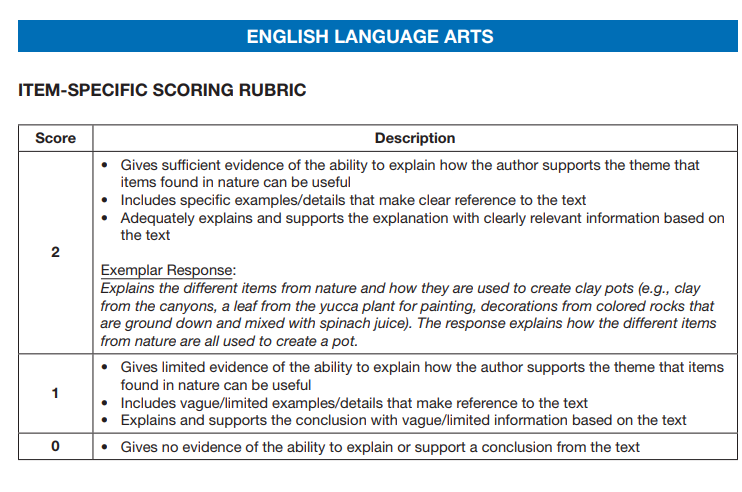 ENGLISH LANGUAGE ARTS
ITEM-SPECIFIC SCORING RUBRIC
Score Description
2
• Gives sufficient evidence of the ability to explain how the author supports the theme that
items found in nature can be useful
• Includes specific examples/details that make clear reference to the text
• Adequately explains and supports the explanation with clearly relevant information based on
the text
Exemplar Response:
Explains the different items from nature and how they are used to create clay pots (e.g., clay
from the canyons, a leaf from the yucca plant for painting, decorations from colored rocks that
are ground down and mixed with spinach juice). The response explains how the different items
from nature are all used to create a pot.
1
• Gives limited evidence of the ability to explain how the author supports the theme that items
found in nature can be useful
• Includes vague/limited examples/details that make reference to the text
• Explains and supports the conclusion with vague/limited information based on the text
0 • Gives no evidence of the ability to explain or support a conclusion from the text